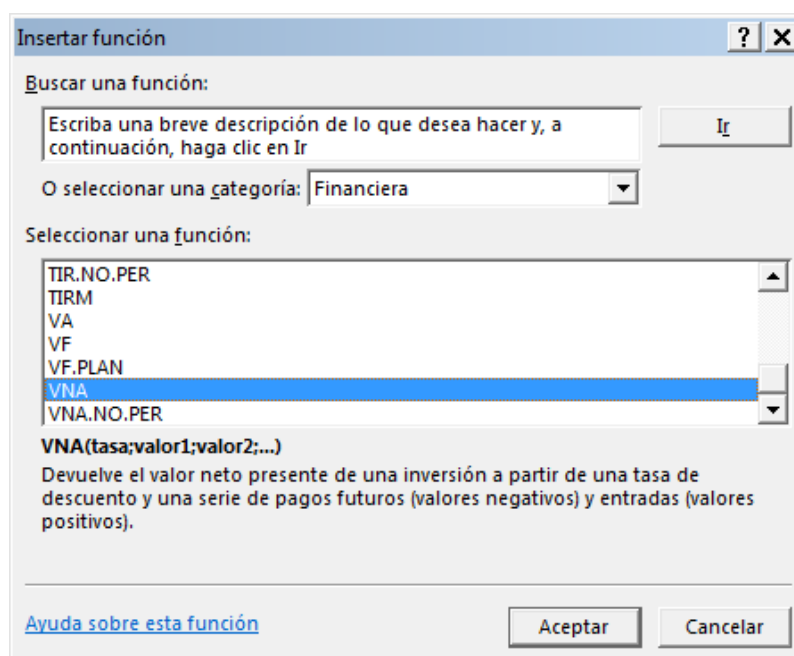 Insertar función
? X
Buscar una función:
Escriba una breve descripción de lo que desea hacer y, a
continuación, haga clic en Ir
Ir
O seleccionar una categoría: Financiera
Seleccionar una función:
TIR.NO.PER
TIRM
VA
VF
VF.PLAN
VNA
VNA.NO.PER
VNA(tasa;valor1;valor2;...)
Devuelve el valor neto presente de una inversión a partir de una tasa de
descuento y una serie de pagos futuros (valores negativos) y entradas (valores
positivos).
Ayuda sobre esta función
Aceptar
Cancelar